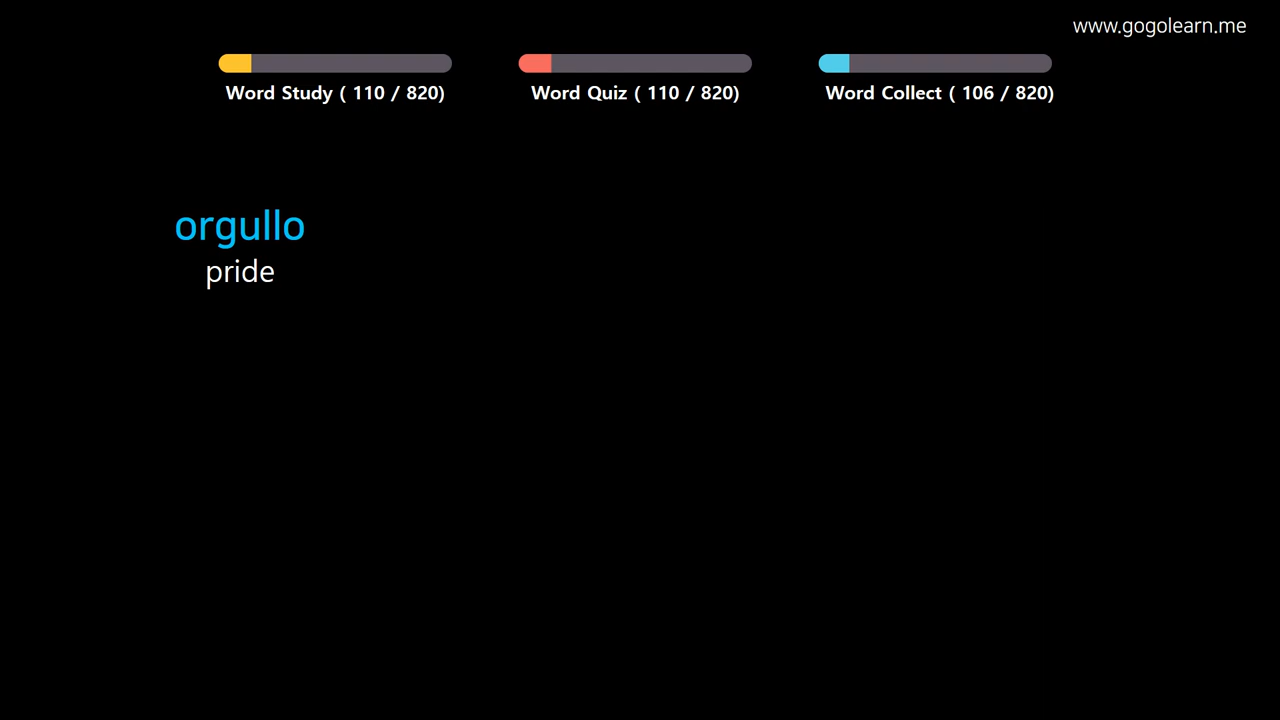 www.gogolearn.me
Word Study ( 110 / 820)
Word Quiz ( 110 / 820)
Word Collect ( 106 / 820)
orgullo
pride